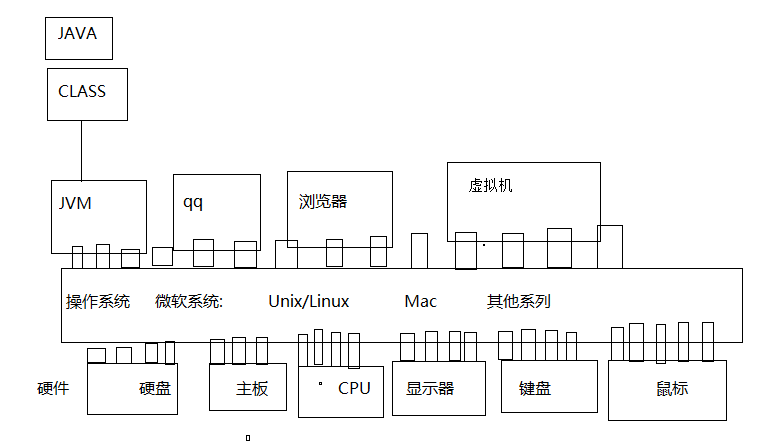 JAVA
CLASS
JVM
qq
浏览器
虚拟机
操作系统 微软系统: Unix/Linux Mac 其他系列
硬件 硬盘 主板 CPU 显示器 键盘 鼠标